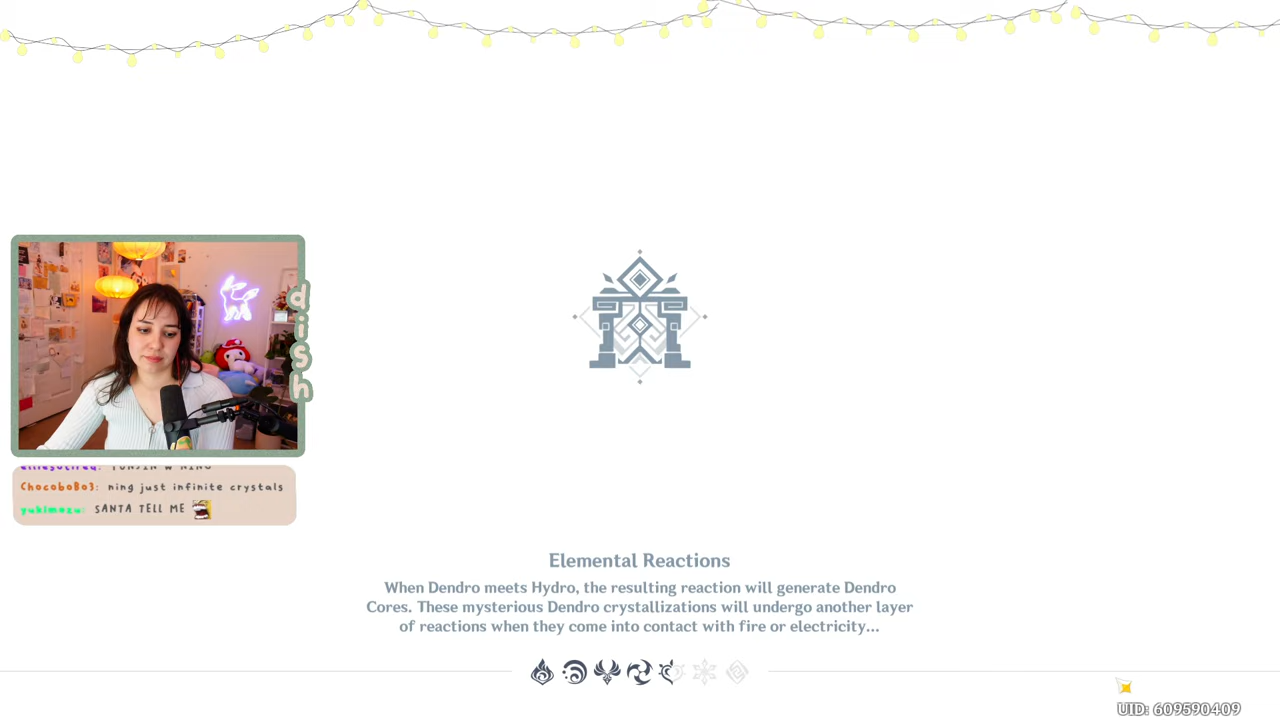 dish
ChocoboBo3: ning just infinite crystals
yukimozu: SANTA TELL ME
Elemental Reactions
When Dendro meets Hydro, the resulting reaction will generate Dendro
Cores. These mysterious Dendro crystallizations will undergo another layer
of reactions when they come into contact with fire or electricity...
UID: 609590409